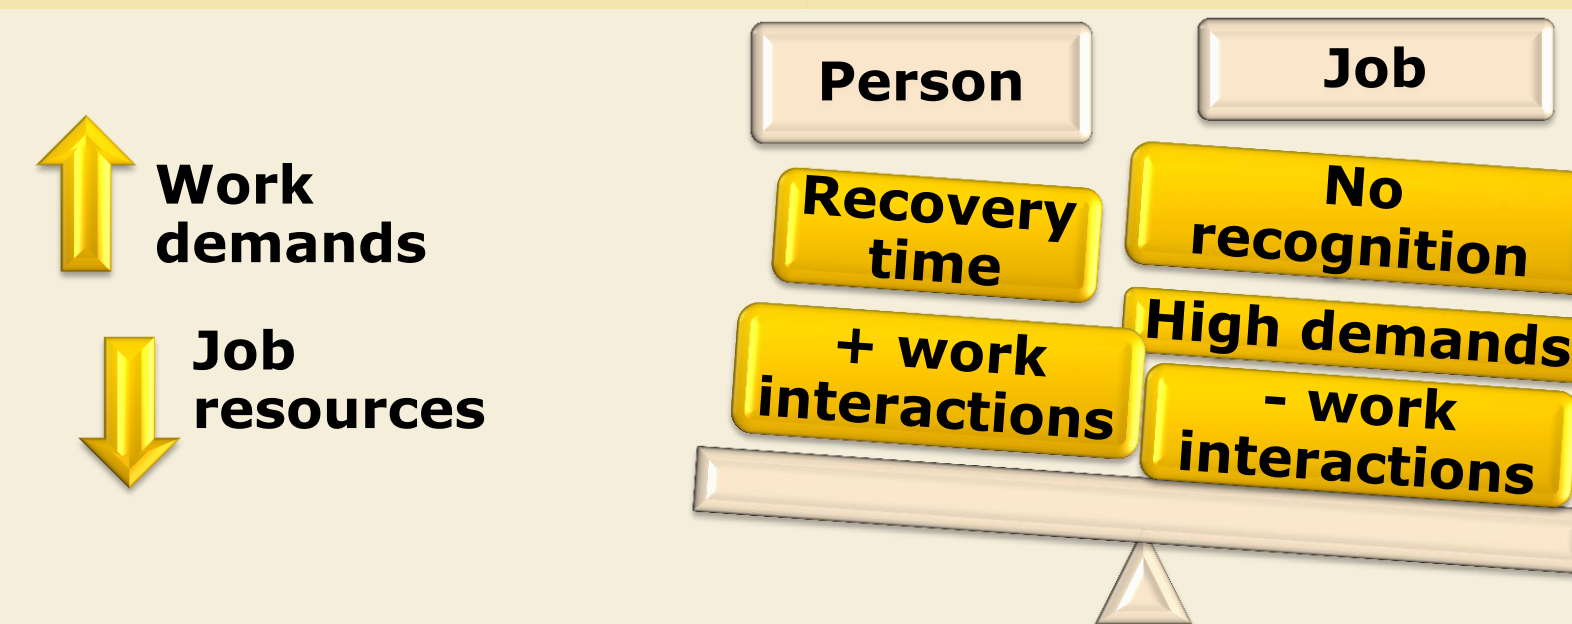 Work
demands
Job
resources
Person
Recovery
time
+ work
interactions
Job
No
recognition
High demands
- work
interactions